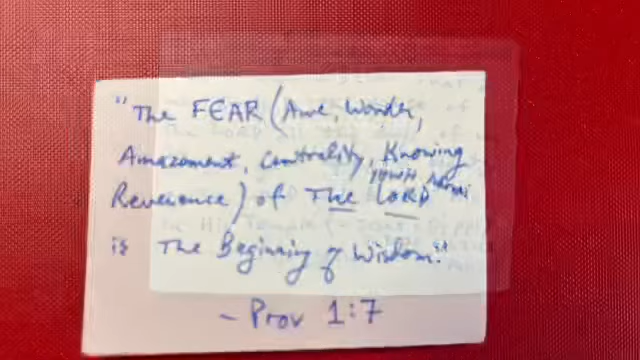 "The FEAR (Awe, Wonder,
Amazement, Centrality, Knowing
YHWH, Adonai
Reverence) of The LORD
is The Beginning of Wisdom."
- Prov 1:7